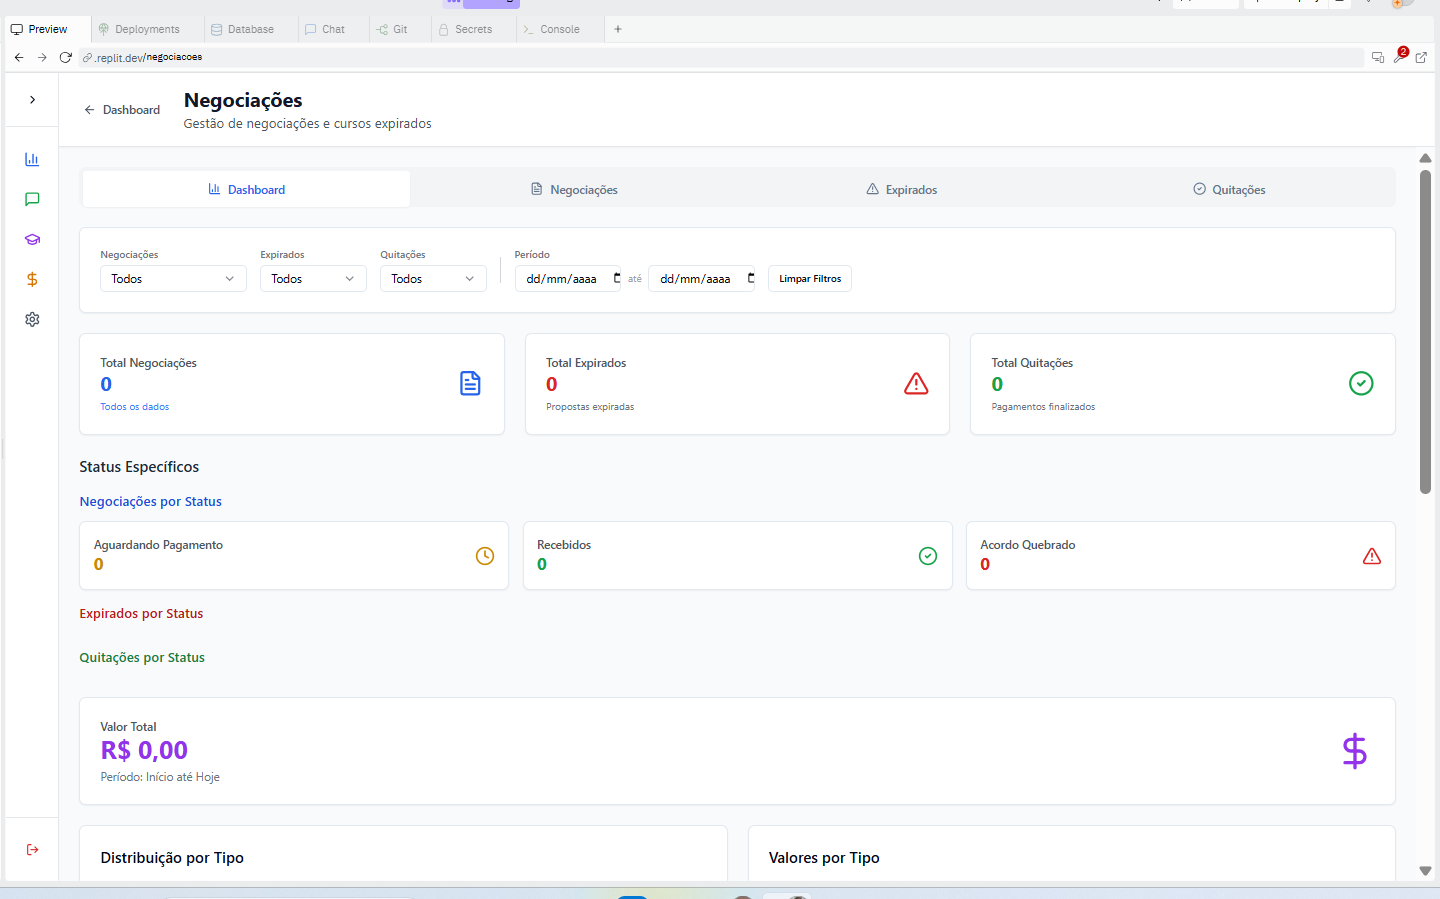 Preview Deployments Database Chat Git Secrets Console
.replit.dev/negociacoes 2
Dashboard
Negociações
Gestão de negociações e cursos expirados
Dashboard Negociações Expirados Quitações
Negociações Expirados Quitações Período
Todos Todos Todos dd/mm/aaaa até dd/mm/aaaa Limpar Filtros
Total Negociações
0
Todos os dados
Total Expirados
0
Propostas expiradas
Total Quitações
0
Pagamentos finalizados
Status Específicos
Negociações por Status
Aguardando Pagamento
0
Recebidos
0
Acordo Quebrado
0
Expirados por Status
Quitações por Status
Valor Total
R$ 0,00
Período: Início até Hoje
Distribuição por Tipo
Valores por Tipo